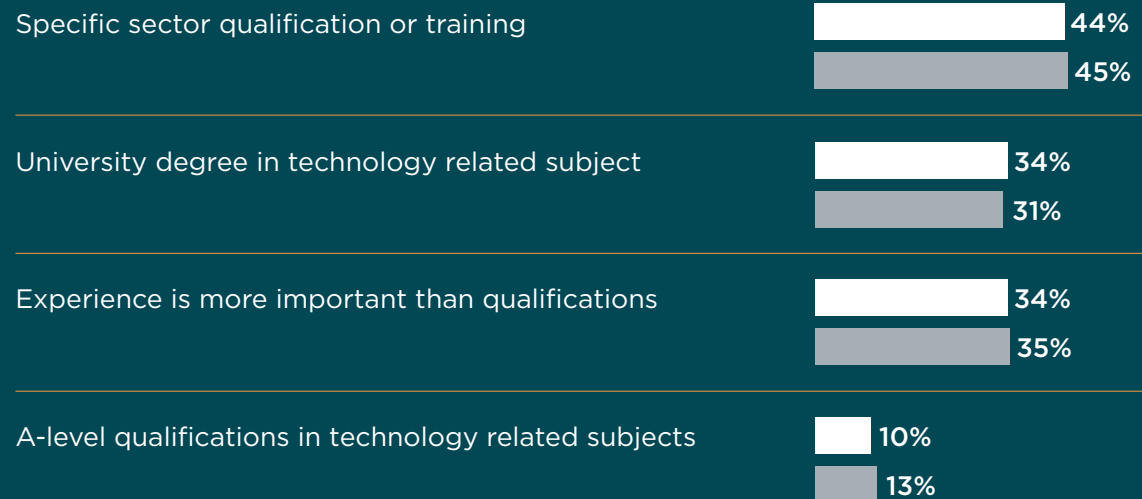 Specific sector qualification or training
44%
45%
University degree in technology related subject
34%
31%
Experience is more important than qualifications
34%
35%
A-level qualifications in technology related subjects
10%
13%